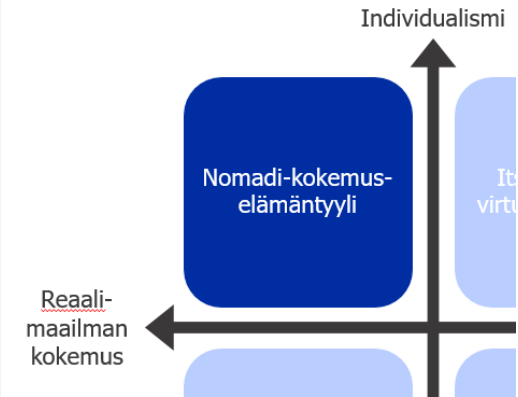 Individualismi
Nomadi-kokemus-
elämäntyyli
Reaali-
maailman
kokemus